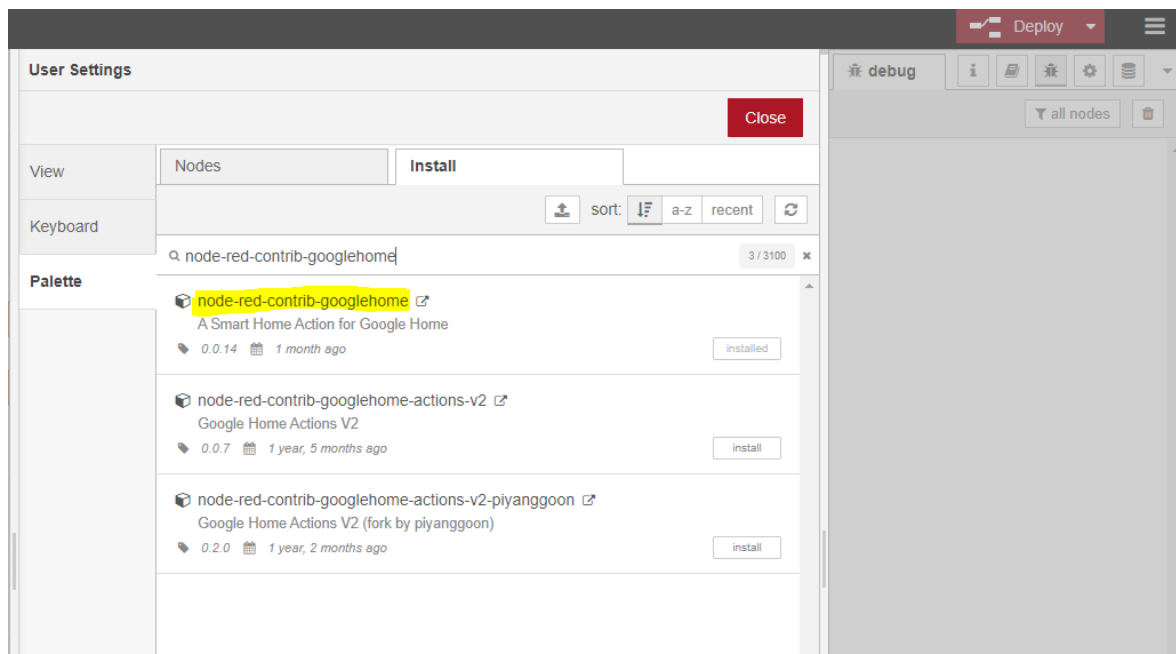 Deploy
User Settings
debug
i
all nodes
Close
View
Nodes
Install
sort:
a-z
recent
Keyboard
node-red-contrib-googlehome
3 / 3100
Palette
node-red-contrib-googlehome
A Smart Home Action for Google Home
0.0.14 1 month ago
installed
node-red-contrib-googlehome-actions-v2
Google Home Actions V2
0.0.7 1 year, 5 months ago
install
node-red-contrib-googlehome-actions-v2-piyanggoon
Google Home Actions V2 (fork by piyanggoon)
0.2.0 1 year, 2 months ago
install